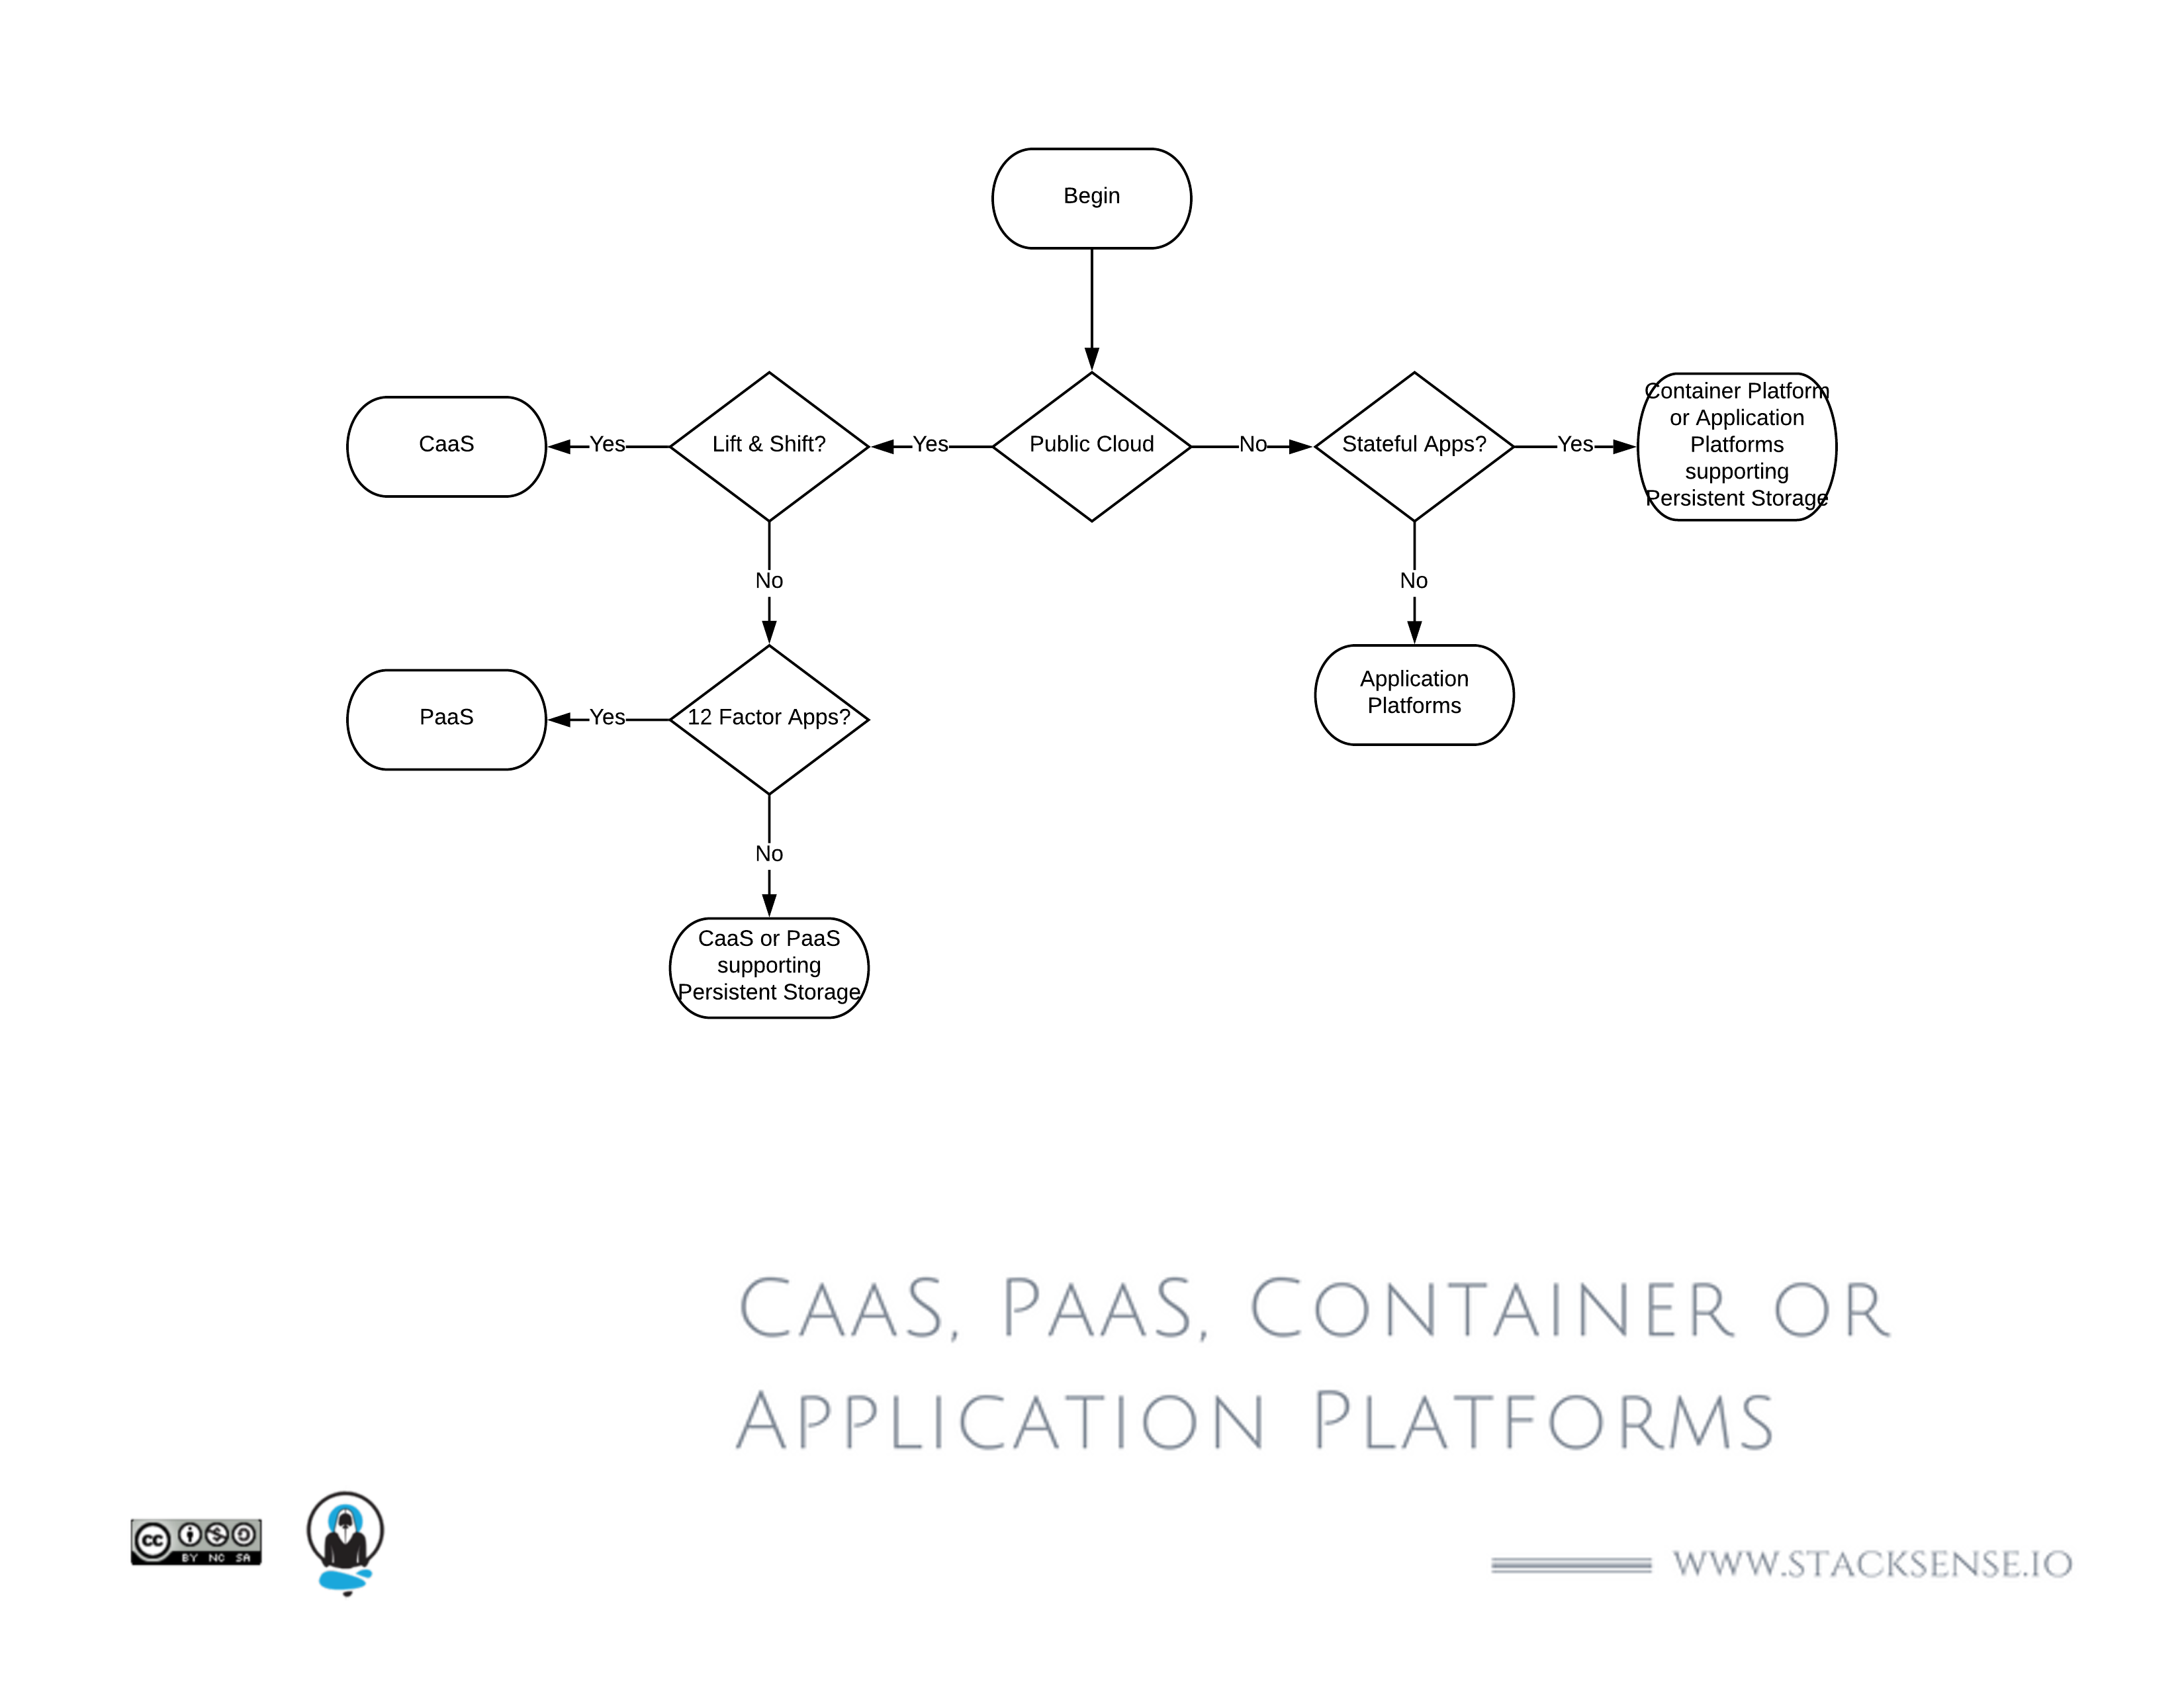 Begin
CaaS
Yes
Lift & Shift?
Yes
Public Cloud
No
Stateful Apps?
Yes
Container Platform
or Application
Platforms
supporting
Persistent Storage
No
No
PaaS
Yes
12 Factor Apps?
Application
Platforms
No
CaaS or PaaS
supporting
Persistent Storage
CAAS, PAAS, CONTAINER OR
APPLICATION PLATFORMS
cc
BY NC SA
WWW.STACKSENSE.IO